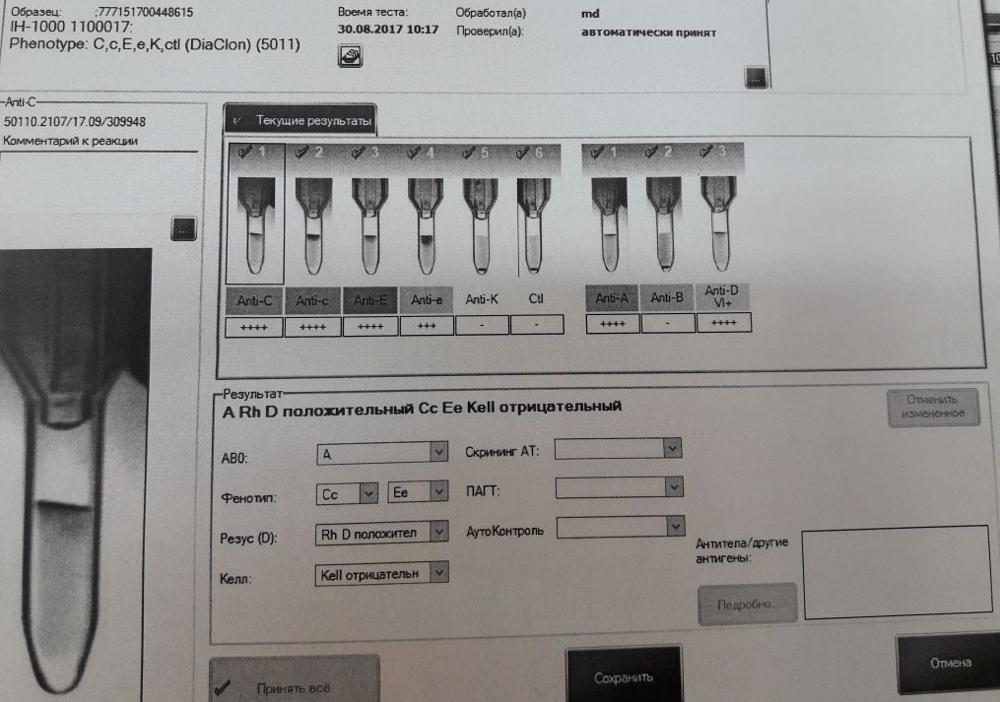 Образец: ;777151700448615
IH-1000 1100017:
Phenotype: C,c,E,e,K,ctl (DiaClon) (5011)
Время теста:
30.08.2017 10:17
Обработал(а) md
Проверил(а): автоматически принят
Anti-C
50110.2107/17.09/309948
Комментарий к реакции
...
...
Текущие результаты
1 2 3 4 5 6 1 2 3
Anti-C Anti-c Anti-E Anti-e Anti-K Ctl Anti-A Anti-B Anti-D VI+
++++ ++++ ++++ +++ - - ++++ - ++++
Результат
A Rh D положительный Cc Ee Kell отрицательный
Отменить
измененное
AB0: A
Скрининг АТ:
Фенотип: Cc Ee
ПАГТ:
Резус (D): Rh D положител
АутоКонтроль
Келл: Kell отрицательн
Антитела/другие
антигены:
Подробно...
Принять всё
Сохранить
Отмена